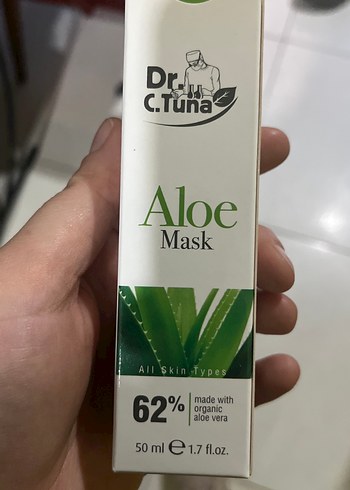 Dr.
C.Tuna
Aloe
Mask
All Skin Types
62%
made with
organic
aloe vera
50 ml e 1.7 fl.oz.